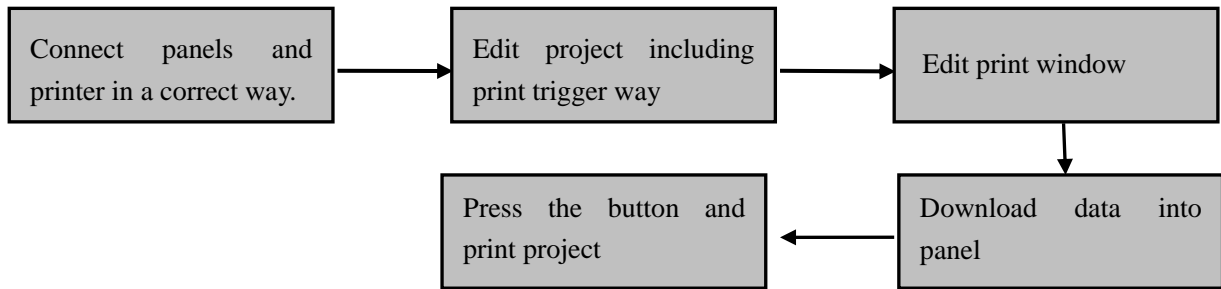 Connect panels and
printer in a correct way.
Edit project including
print trigger way
Edit print window
Download data into
panel
Press the button and
print project